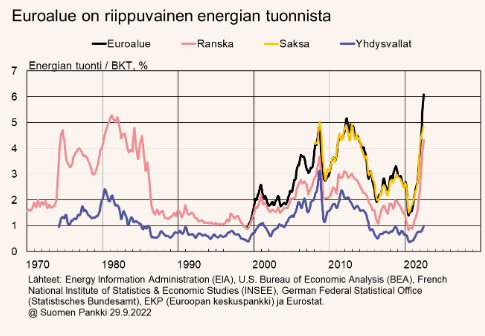 Euroalue on riippuvainen energian tuonnista
Euroalue Ranska Saksa Yhdysvallat
Energian tuonti / BKT, %
7
6
5
4
3
2
1
0
1970 1980 1990 2000 2010 2020
Lähteet: Energy Information Administration (EIA), U.S. Bureau of Economic Analysis (BEA), French
National Institute of Statistics & Economic Studies (INSEE), German Federal Statistical Office
(Statistisches Bundesamt), EKP (Euroopan keskuspankki) ja Eurostat.
@ Suomen Pankki 29.9.2022